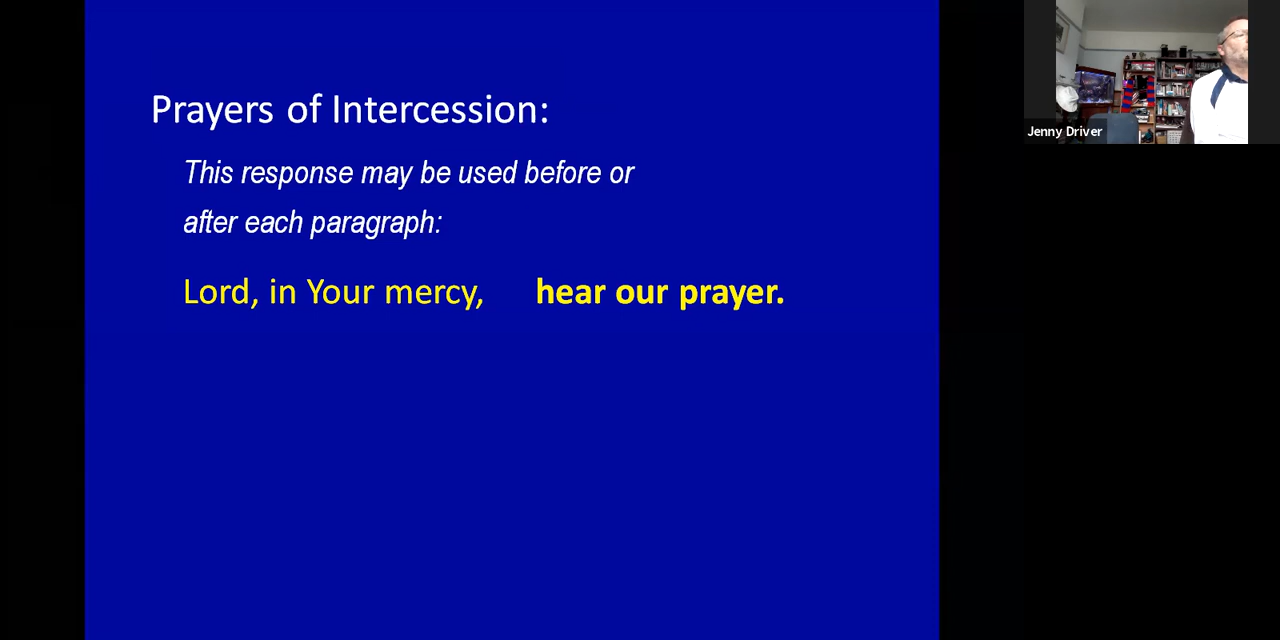 Prayers of Intercession:
This response may be used before or
after each paragraph:
Lord, in Your mercy, hear our prayer.
Jenny Driver